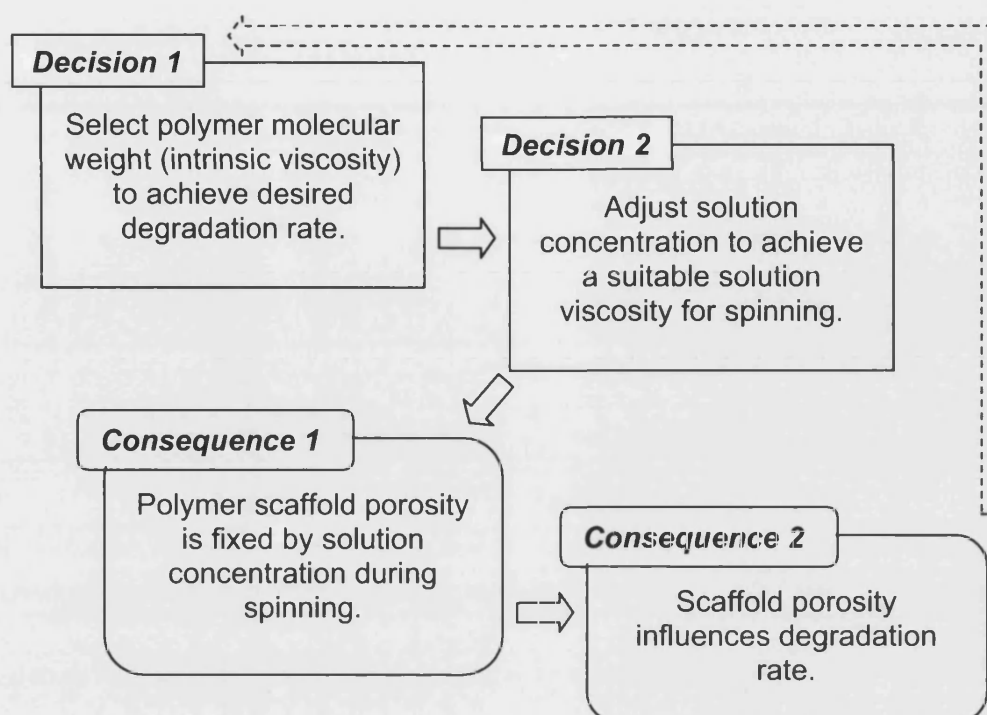 Decision 1
Select polymer molecular
weight (intrinsic viscosity)
to achieve desired
degradation rate.
Decision 2
Adjust solution
concentration to achieve
a suitable solution
viscosity for spinning.
Consequence 1
Polymer scaffold porosity
is fixed by solution
concentration during
spinning.
Consequence 2
Scaffold porosity
influences degradation
rate.